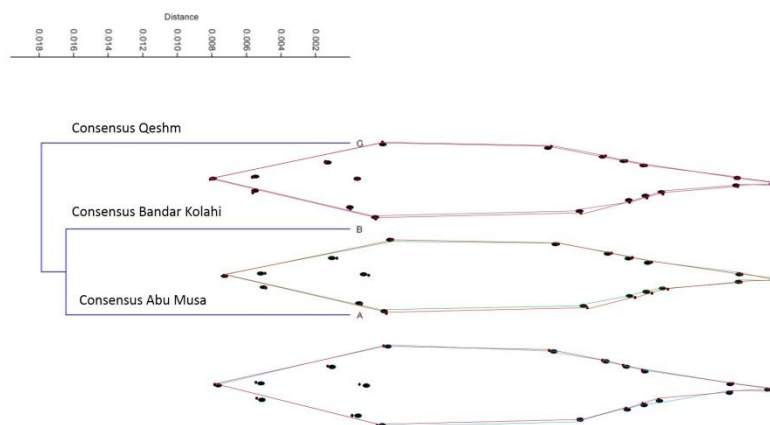 Distance
0.018 0.016 0.014 0.012 0.010 0.008 0.006 0.004 0.002
Consensus Qeshm
G
Consensus Bandar Kolahi
B
Consensus Abu Musa
A